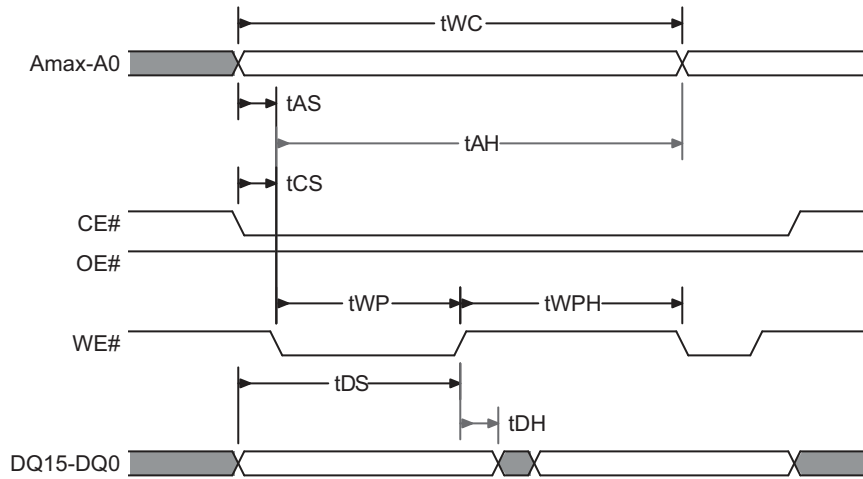 tWC
Amax-A0
tAS
tAH
tCS
CE#
OE#
tWP
tWPH
WE#
tDS
tDH
DQ15-DQ0